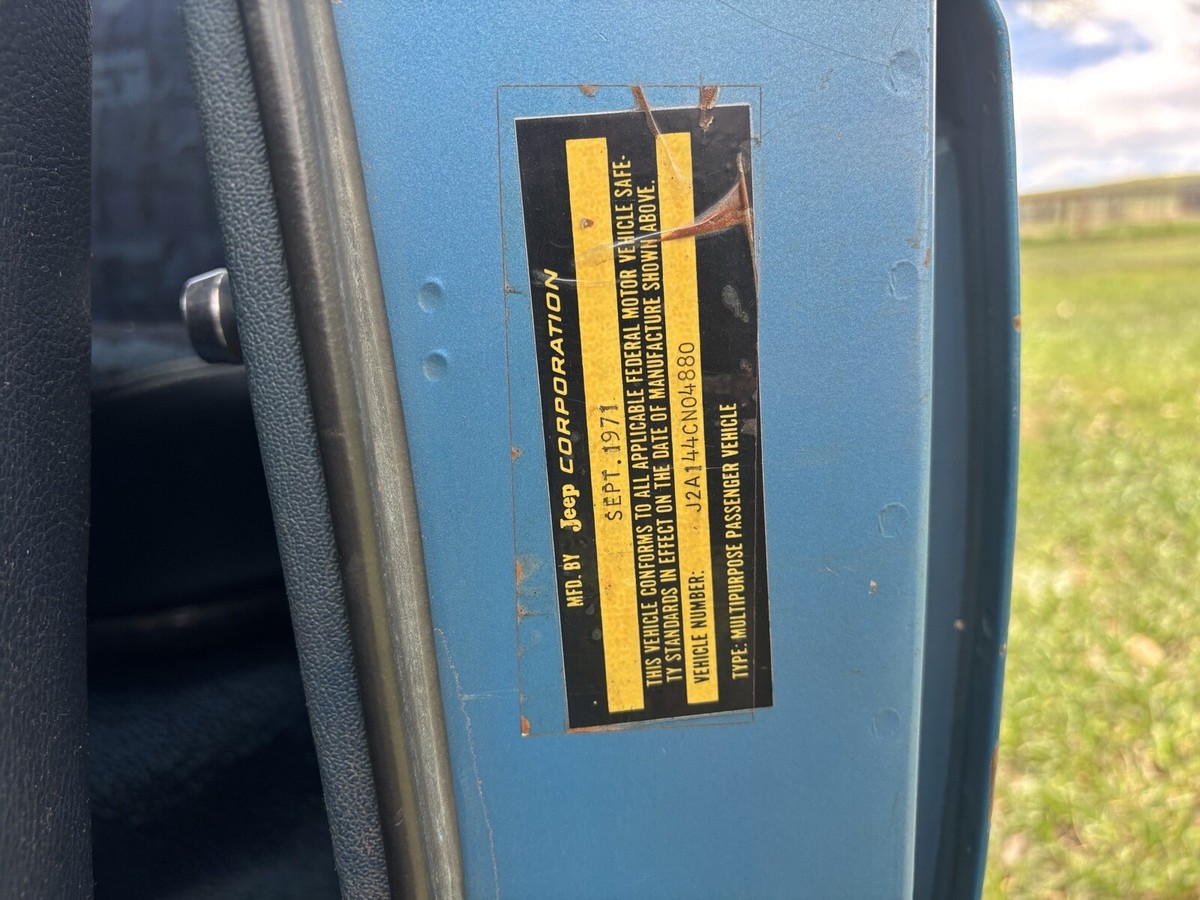 MFD. BY Jeep CORPORATION
SEPT. 1971
THIS VEHICLE CONFORMS TO ALL APPLICABLE FEDERAL MOTOR VEHICLE SAFE-
TY STANDARDS IN EFFECT ON THE DATE OF MANUFACTURE SHOWN ABOVE.
VEHICLE NUMBER: J2A144CN04880
TYPE: MULTIPURPOSE PASSENGER VEHICLE